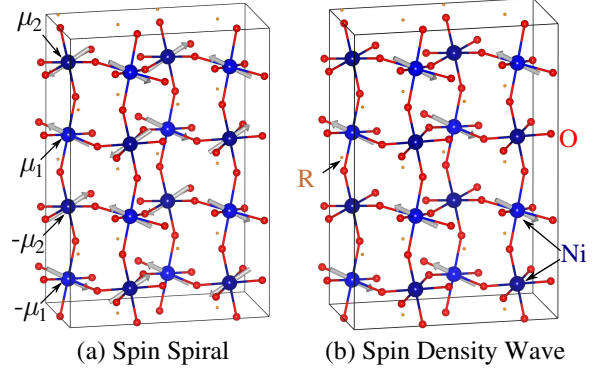 μ2
μ1
-μ2
-μ1
R
O
Ni
(a) Spin Spiral
(b) Spin Density Wave